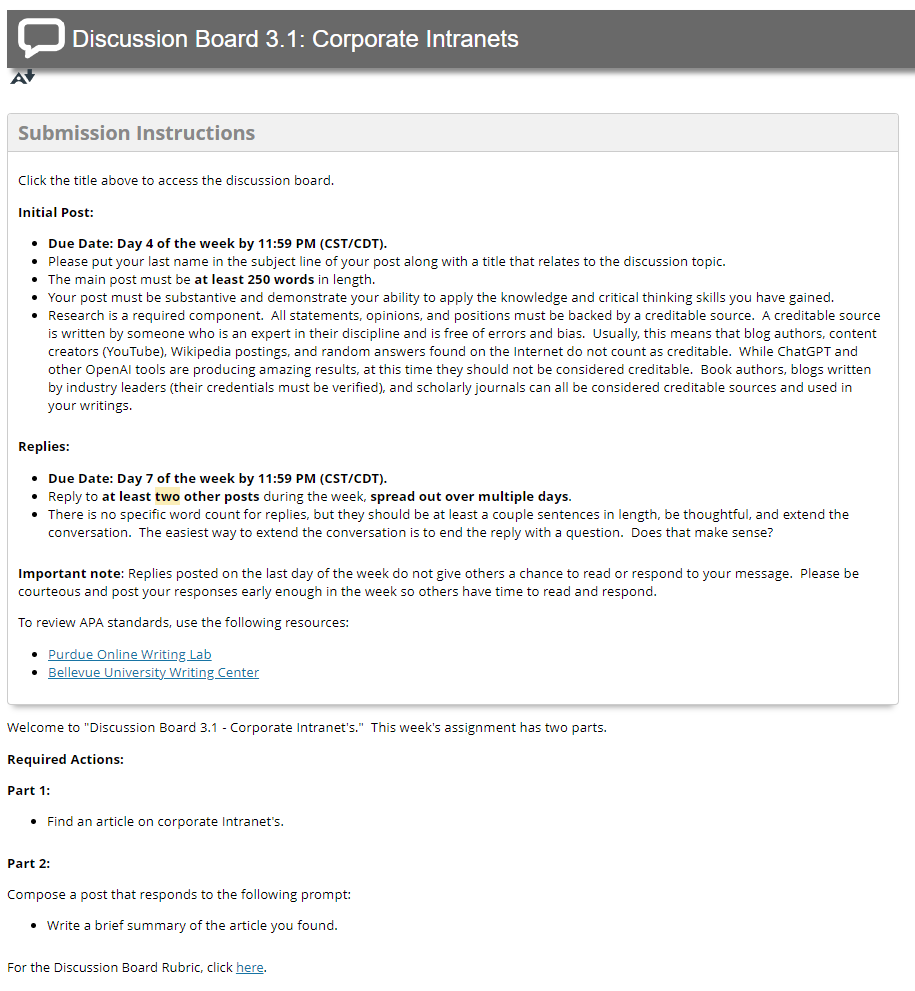 Discussion Board 3.1: Corporate Intranets
A
Submission Instructions
Click the title above to access the discussion board.
Initial Post:
• Due Date: Day 4 of the week by 11:59 PM (CST/CDT).
• Please put your last name in the subject line of your post along with a title that relates to the discussion topic.
• The main post must be at least 250 words in length.
• Your post must be substantive and demonstrate your ability to apply the knowledge and critical thinking skills you have gained.
• Research is a required component.  All statements, opinions, and positions must be backed by a creditable source.  A creditable source
is written by someone who is an expert in their discipline and is free of errors and bias.  Usually, this means that blog authors, content
creators (YouTube), Wikipedia postings, and random answers found on the Internet do not count as creditable.  While ChatGPT and
other OpenAI tools are producing amazing results, at this time they should not be considered creditable.  Book authors, blogs written
by industry leaders (their credentials must be verified), and scholarly journals can all be considered creditable sources and used in
your writings.
Replies:
• Due Date: Day 7 of the week by 11:59 PM (CST/CDT).
• Reply to at least two other posts during the week, spread out over multiple days.
• There is no specific word count for replies, but they should be at least a couple sentences in length, be thoughtful, and extend the
conversation.  The easiest way to extend the conversation is to end the reply with a question.  Does that make sense?
Important note: Replies posted on the last day of the week do not give others a chance to read or respond to your message.  Please be
courteous and post your responses early enough in the week so others have time to read and respond.
To review APA standards, use the following resources:
• Purdue Online Writing Lab
• Bellevue University Writing Center
Welcome to "Discussion Board 3.1 - Corporate Intranet's."  This week's assignment has two parts.
Required Actions:
Part 1:
• Find an article on corporate Intranet's.
Part 2:
Compose a post that responds to the following prompt:
• Write a brief summary of the article you found.
For the Discussion Board Rubric, click here.